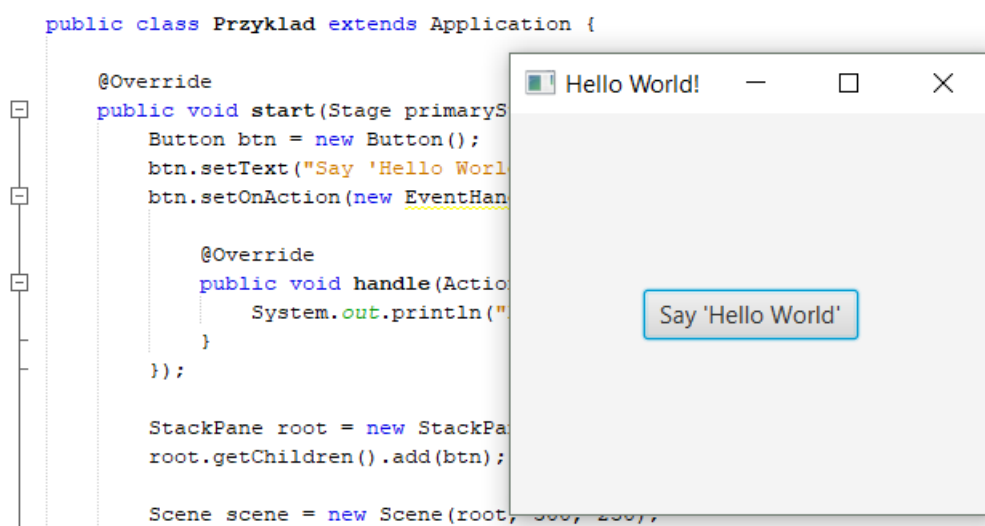 public class Przyklad extends Application {
@Override
public void start(Stage primaryS
Button btn = new Button();
btn.setText("Say 'Hello Worl
btn.setOnAction(new EventHan
@Override
public void handle(Actio
System.out.println("
}
});
StackPane root = new StackPa
root.getChildren().add(btn);
Scene scene = new Scene(root, 300, 250);
Hello World!
Say 'Hello World'